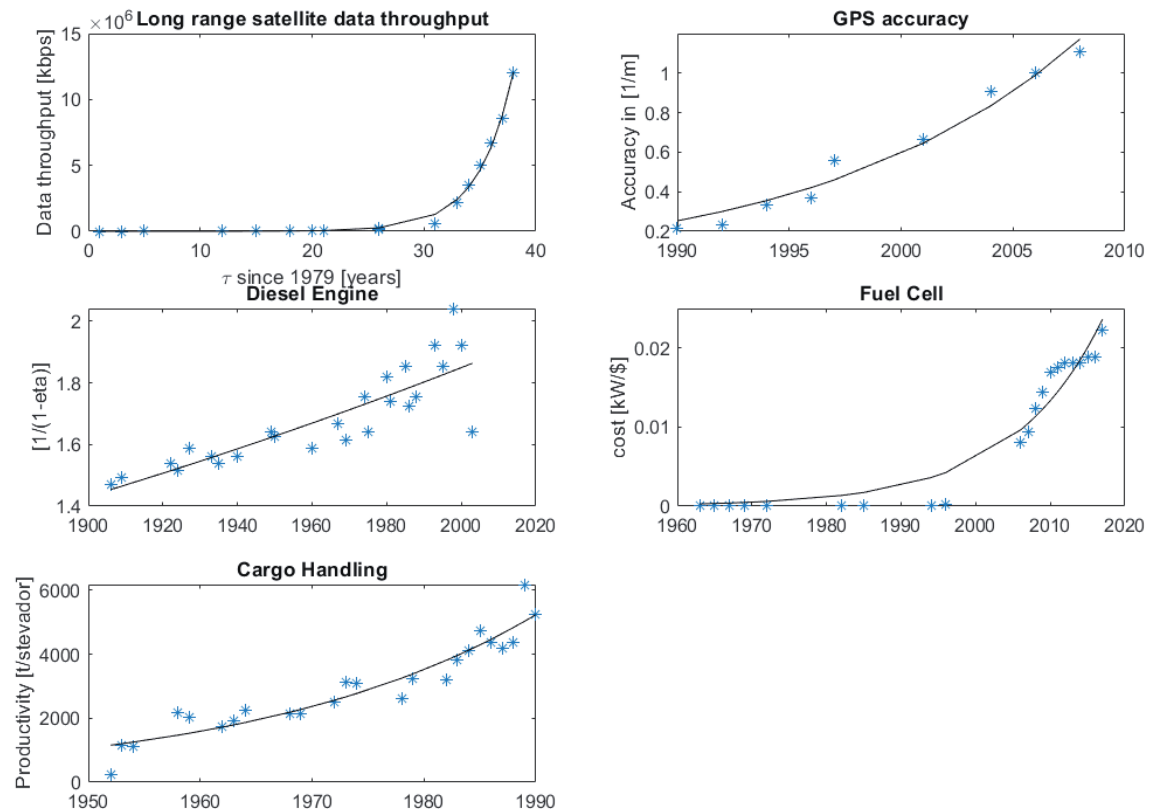 Long range satellite data throughput
×10^6
15
10
5
0
Data throughput [kbps]
0 10 20 30 40
τ since 1979 [years]
GPS accuracy
1
0.8
0.6
0.4
0.2
Accuracy in [1/m]
1990 1995 2000 2005 2010
Diesel Engine
2
1.8
1.6
1.4
[1/(1-eta)]
1900 1920 1940 1960 1980 2000 2020
Fuel Cell
0.02
0.01
0
cost [kW/$]
1960 1970 1980 1990 2000 2010 2020
Cargo Handling
6000
4000
2000
0
Productivity [t/stevador]
1950 1960 1970 1980 1990